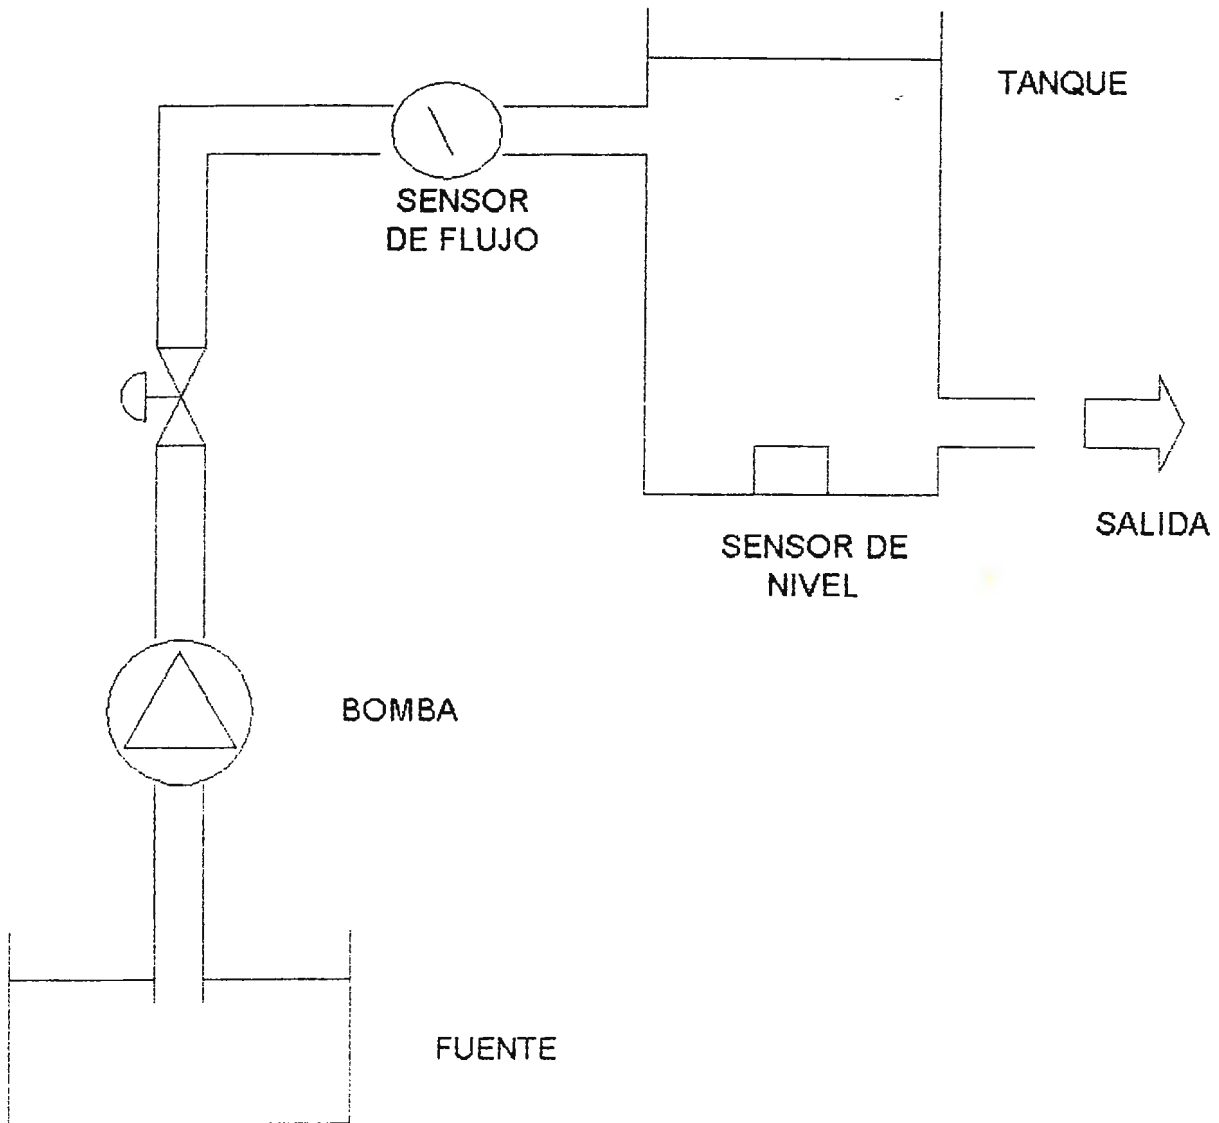 TANQUE
SENSOR
DE FLUJO
SALIDA
SENSOR DE
NIVEL
BOMBA
FUENTE